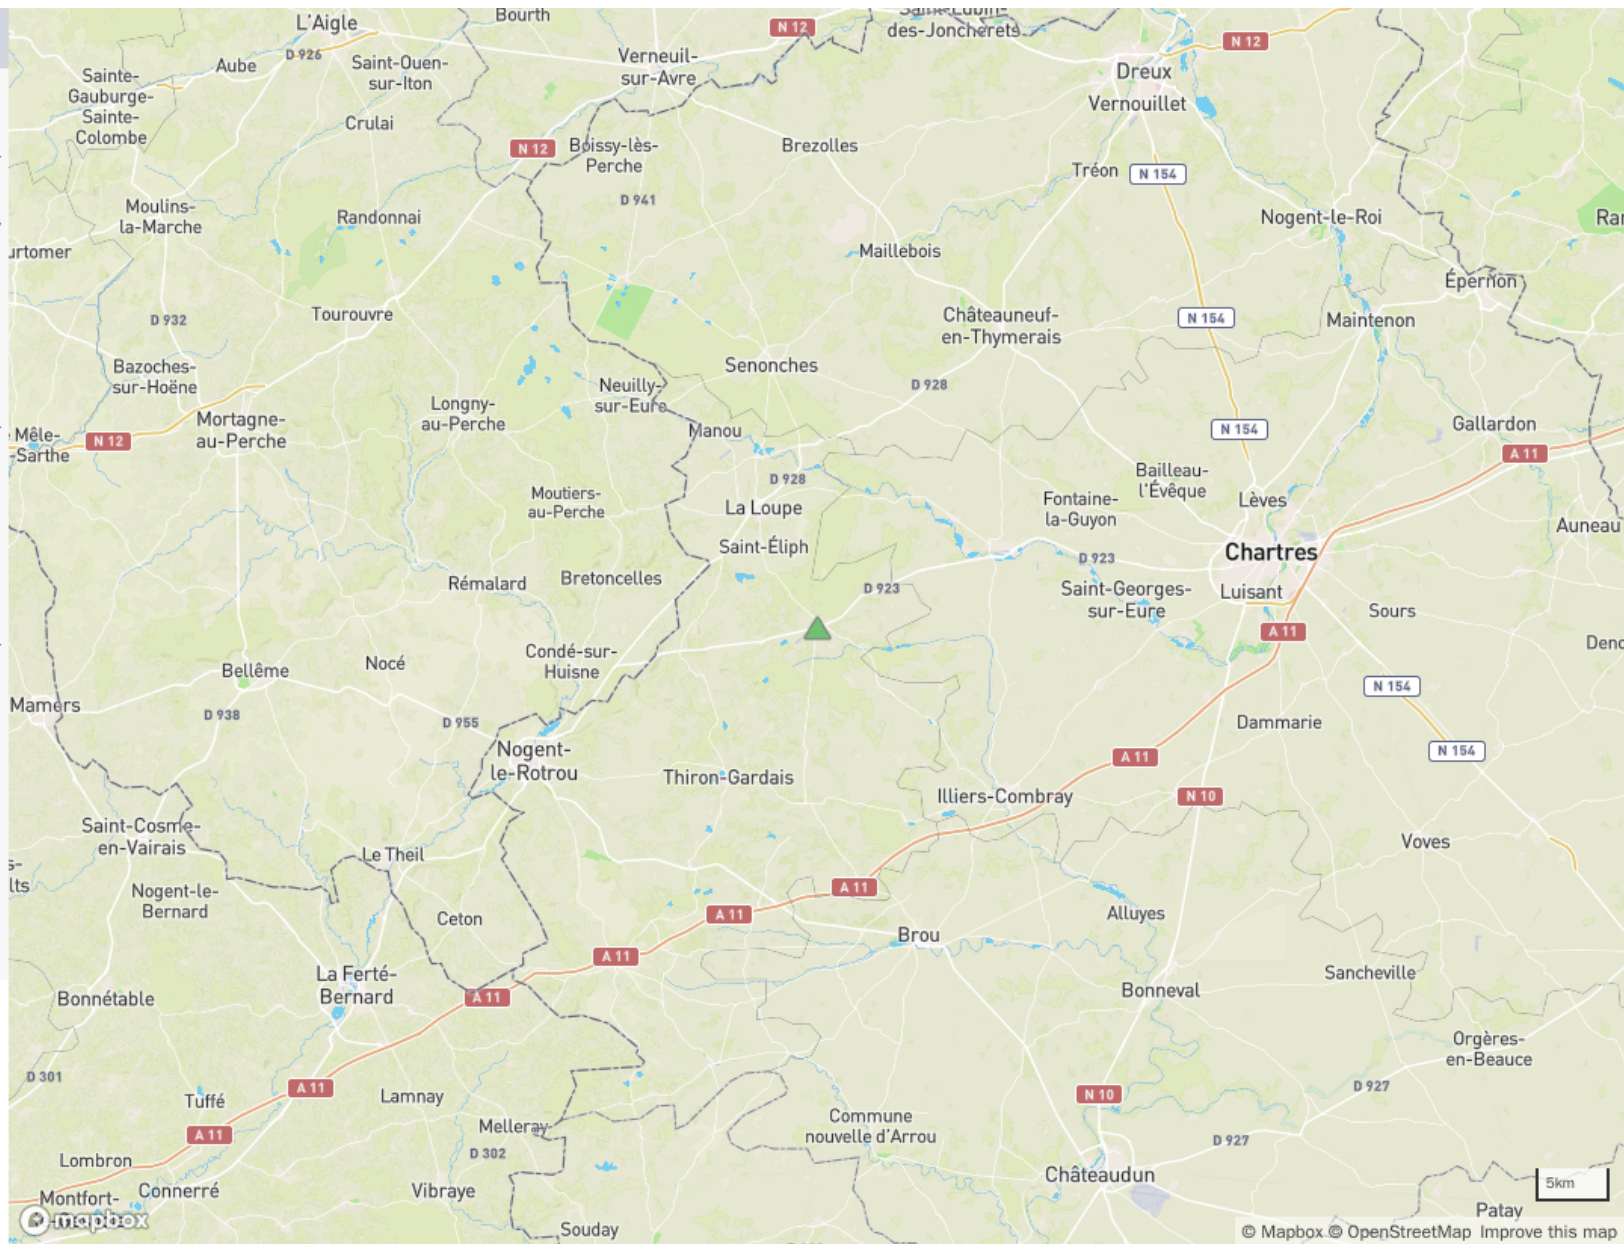 L'Aigle
Bourth
N 12
des-Joncherets
N 12
D 926
Aube
Saint-Ouen-
sur-Iton
Verneuil-
sur-Avre
Dreux
Vernouillet
Sainte-
Gauburge-
Sainte-
Colombe
Crulai
N 12
Boissy-lès-
Perche
Brezolles
Tréon
N 154
Moulins-
la-Marche
Randonnai
D 941
Nogent-le-Roi
Maillebois
Épernon
Tourouvre
D 932
Châteauneuf-
en-Thymerais
N 154
Maintenon
Bazoches-
sur-Hoëne
Senonches
D 928
Neuilly-
sur-Eure
Longny-
au-Perche
Mortagne-
au-Perche
Mêle-
-Sarthe
N 12
Manou
N 154
Gallardon
A 11
D 928
Bailleau-
l'Évêque
Moutiers-
au-Perche
La Loupe
Fontaine-
la-Guyon
Lèves
Auneau
Saint-Éliph
Chartres
D 923
Rémalard
Bretoncelles
D 923
Saint-Georges-
sur-Eure
Luisant
Sours
A 11
Condé-sur-
Huisne
Nocé
Bellême
N 154
Mamers
D 938
D 955
Dammarie
Nogent-
le-Rotrou
A 11
N 154
Thiron-Gardais
Illiers-Combray
N 10
Saint-Cosme-
en-Vairais
Le Theil
Voves
Nogent-le-
Bernard
A 11
Ceton
A 11
Alluyes
Brou
A 11
La Ferté-
Bernard
Sancheville
Bonnétable
A 11
Bonneval
Orgères-
en-Beauce
D 301
A 11
Tuffé
Lamnay
N 10
D 927
Melleray
Commune
nouvelle d'Arrou
A 11
D 302
D 927
Lombron
Châteaudun
Connerré
Montfort-
Vibraye
5km
Patay
mapbox
Souday
© Mapbox © OpenStreetMap Improve this map